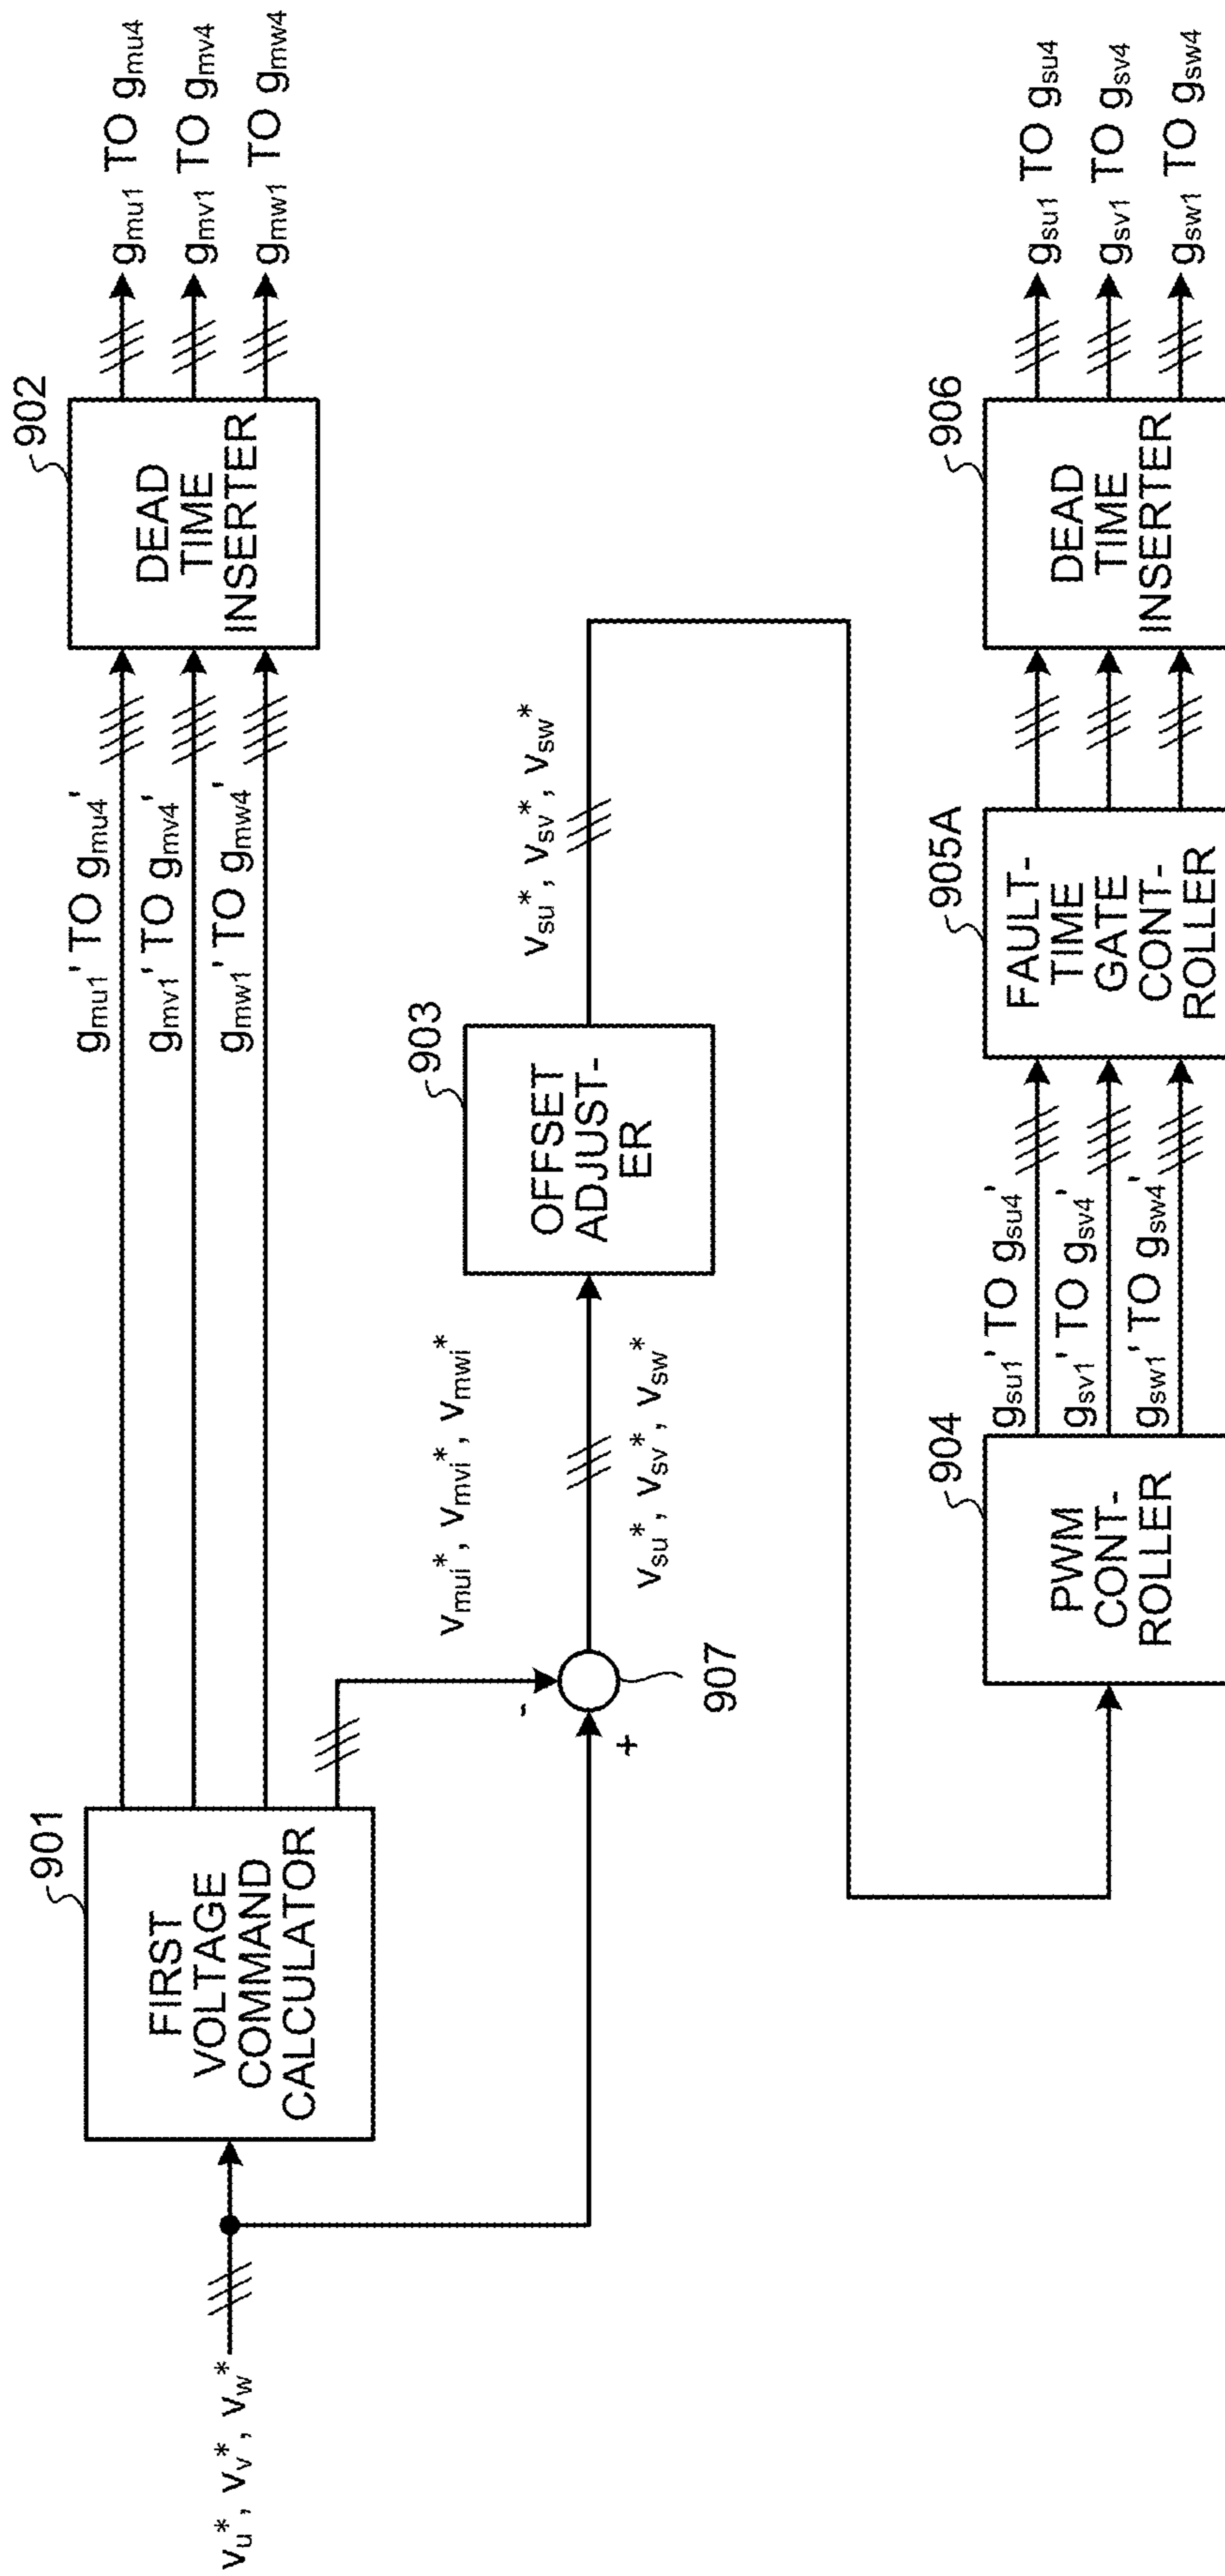 vu*, vv*, vw*
901
FIRST
VOLTAGE
COMMAND
CALCULATOR
gmu1' TO gmu4'
gmv1' TO gmv4'
gmw1' TO gmw4'
902
DEAD
TIME
INSERTER
gmu1 TO gmu4
gmv1 TO gmv4
gmw1 TO gmw4
vmui*, vmvi*, vmwi*
-
+
907
vsu*, vsv*, vsw*
903
OFFSET
ADJUST-
ER
vsu*, vsv*, vsw*
904
PWM
CONT-
ROLLER
gsu1' TO gsu4'
gsv1' TO gsv4'
gsw1' TO gsw4'
905A
FAULT-
TIME
GATE
CONT-
ROLLER
906
DEAD
TIME
INSERTER
gsu1 TO gsu4
gsv1 TO gsv4
gsw1 TO gsw4